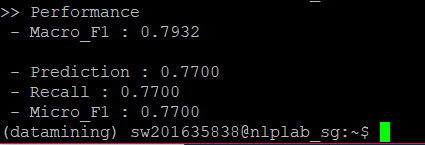 >> Performance
- Macro_F1 : 0.7932
- Prediction : 0.7700
- Recall : 0.7700
- Micro_F1 : 0.7700
(datamining) sw201635838@nlplab_sg:~$